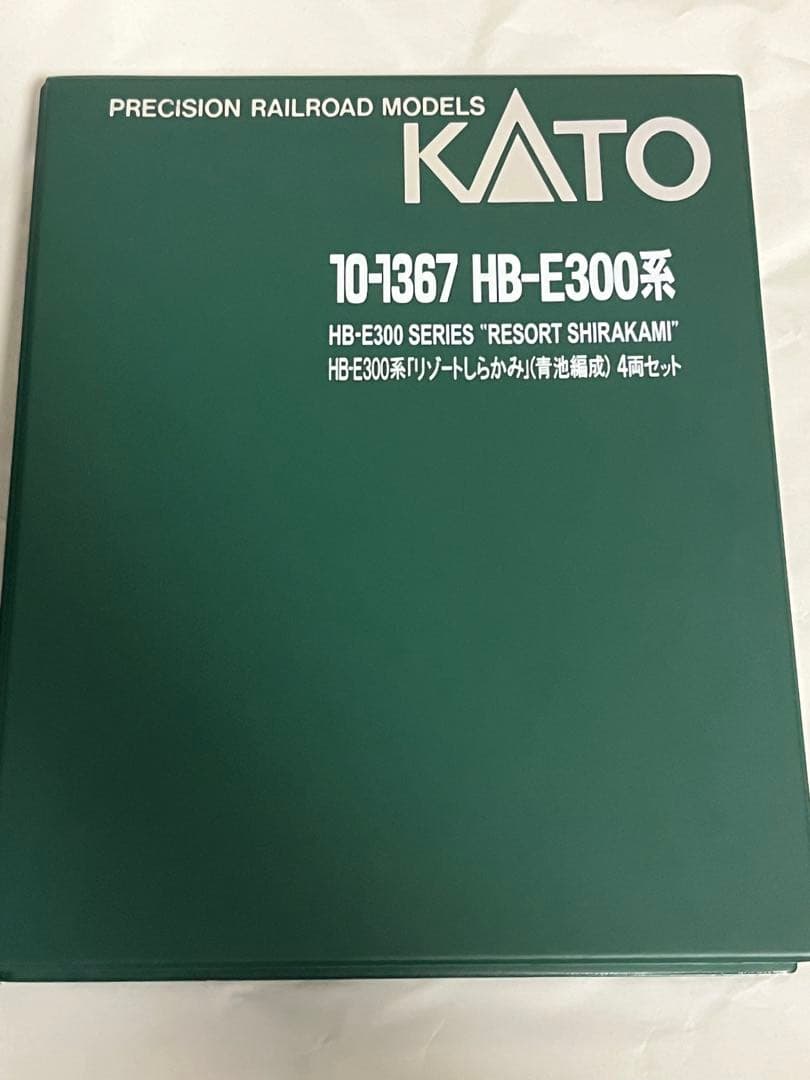 PRECISION RAILROAD MODELS
KATO
10-1367 HB-E300系
HB-E300 SERIES "RESORT SHIRAKAMI"
HB-E300系「リゾートしらかみ」(青池編成) 4両セット